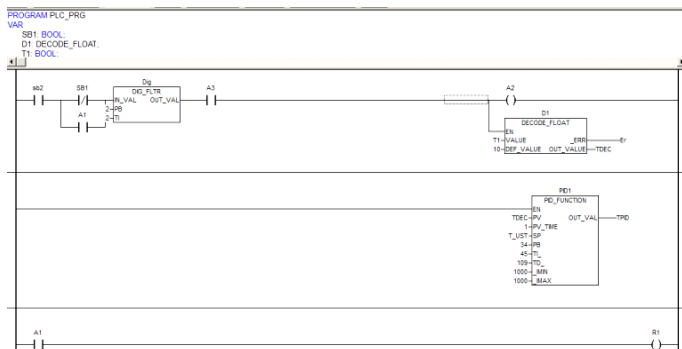 PROGRAM PLC_PRG
VAR
SB1: BOOL;
D1: DECODE_FLOAT;
T1: BOOL;
sb2 SB1 Dig A3 A2
DIG_FLTR
IN_VAL OUT_VAL
2 PB
2 TI
A1
D1
DECODE_FLOAT
EN
T1 VALUE _ERR Er
10 DEF_VALUE OUT_VALUE TDEC
PID1
PID_FUNCTION
EN
TDEC PV OUT_VAL TPID
1 PV_TIME
T_UST SP
34 PB
45 TI_
109 TD_
1000 _IMIN
1000 _IMAX
A1 R1